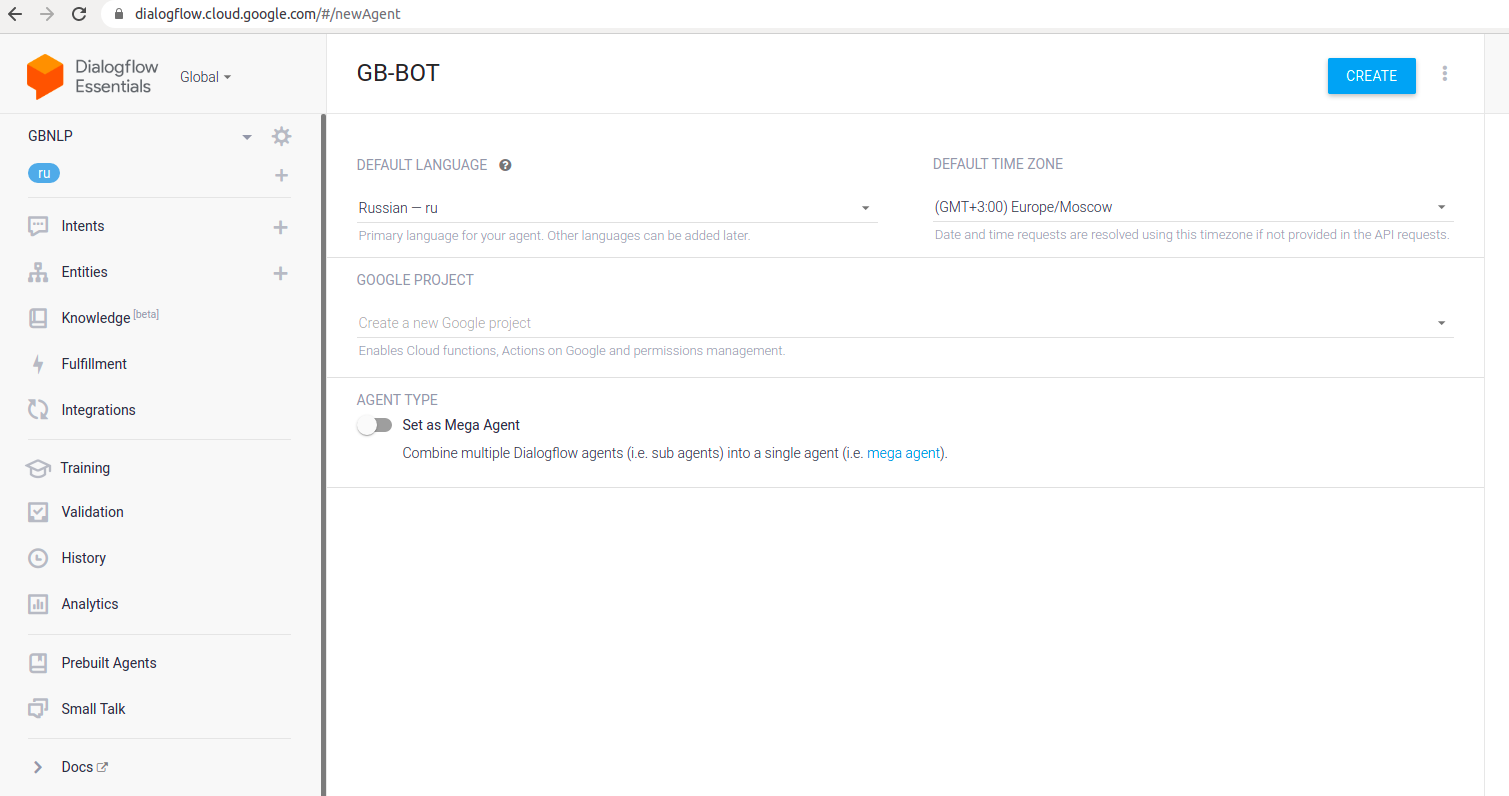 dialogflow.cloud.google.com/#/newAgent
Dialogflow
Essentials
Global
GB-BOT
CREATE
GBNLP
ru
Intents
Entities
Knowledge [beta]
Fulfillment
Integrations
Training
Validation
History
Analytics
Prebuilt Agents
Small Talk
Docs
DEFAULT LANGUAGE
Russian — ru
Primary language for your agent. Other languages can be added later.
DEFAULT TIME ZONE
(GMT+3:00) Europe/Moscow
Date and time requests are resolved using this timezone if not provided in the API requests.
GOOGLE PROJECT
Create a new Google project
Enables Cloud functions, Actions on Google and permissions management.
AGENT TYPE
Set as Mega Agent
Combine multiple Dialogflow agents (i.e. sub agents) into a single agent (i.e. mega agent).